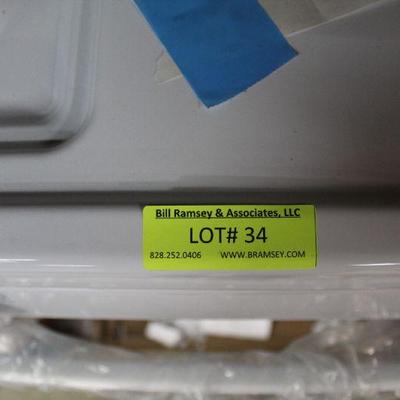 Bill Ramsey & Associates, LLC
LOT# 34
828.252.0406 WWW.BRAMSEY.COM